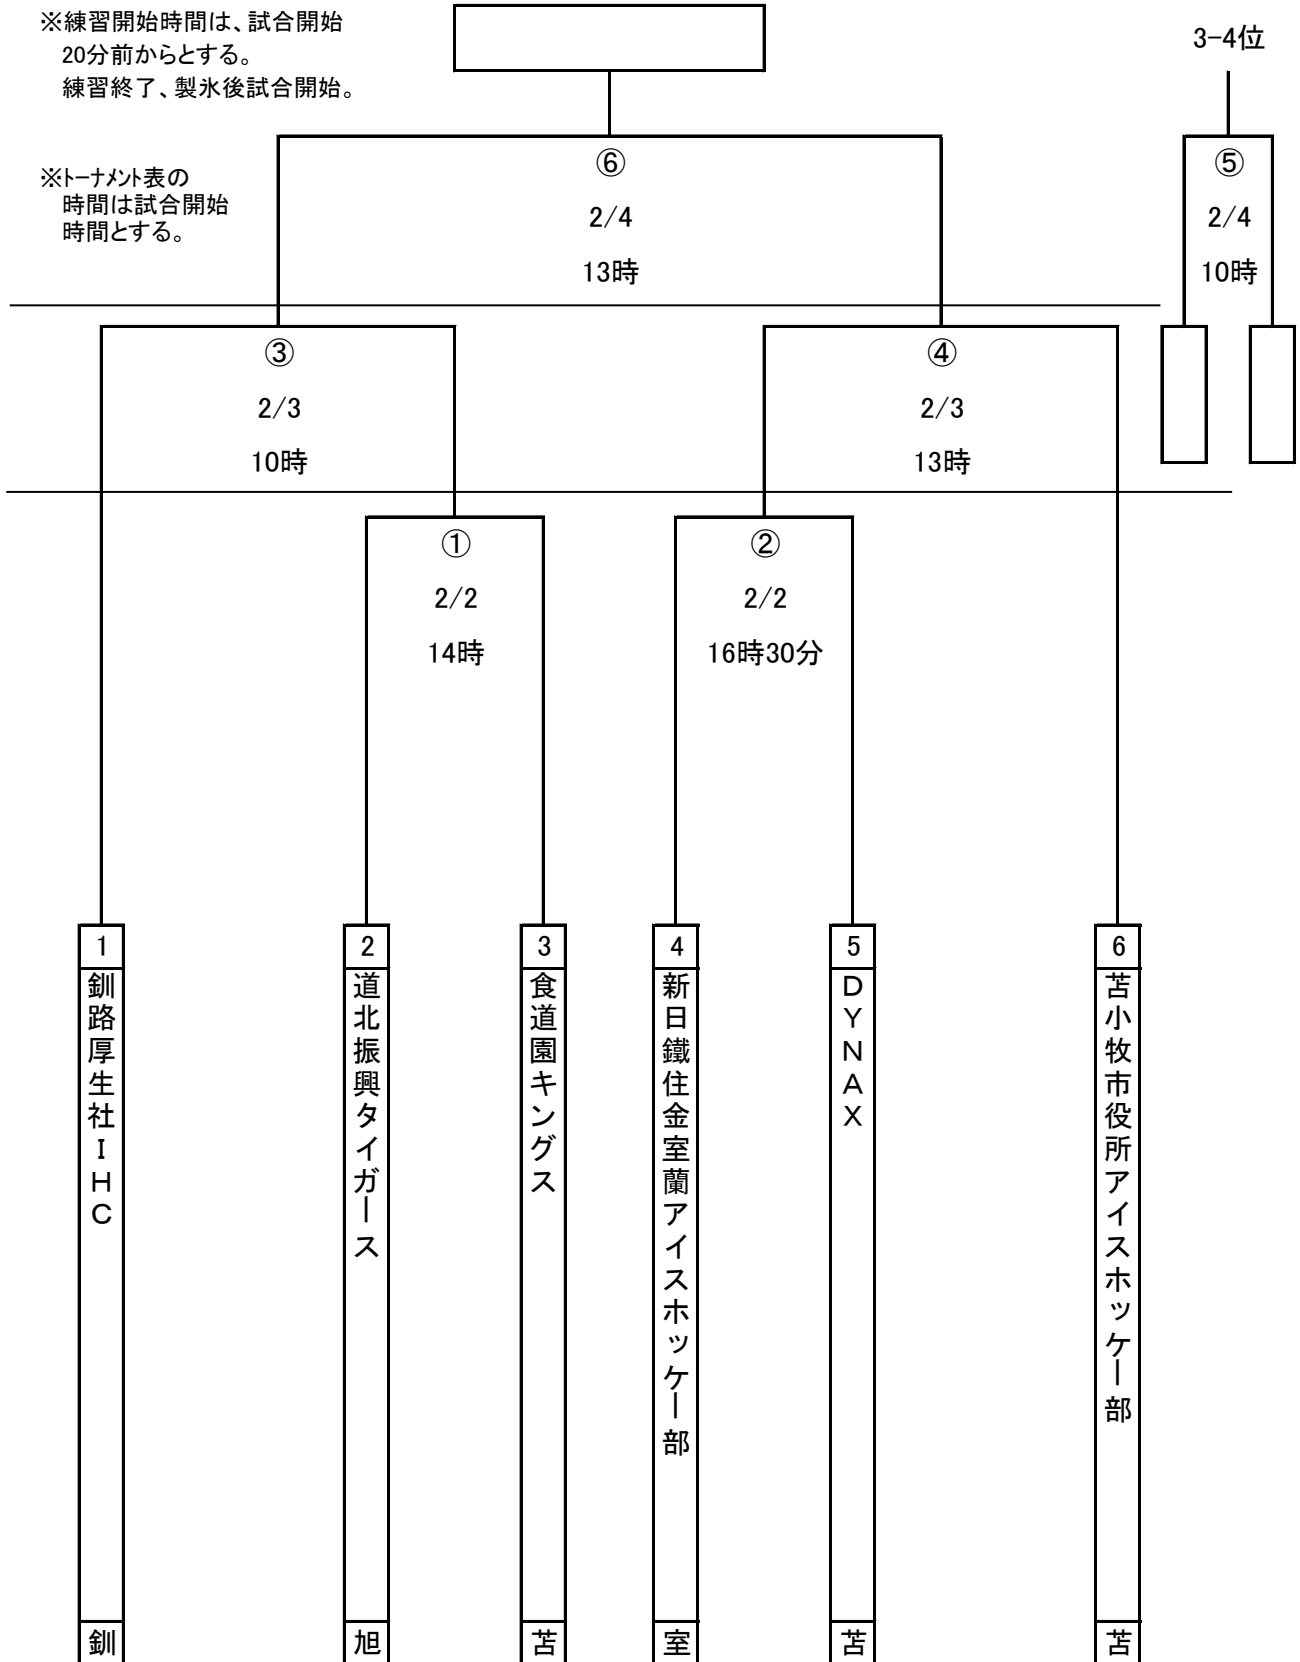 ※練習開始時間は、試合開始
20分前からとする。
練習終了、製氷後試合開始。
3-4位
※トーナメント表の
時間は試合開始
時間とする。
⑥
2/4
13時
⑤
2/4
10時
③
2/3
10時
④
2/3
13時
①
2/2
14時
②
2/2
16時30分
1
釧路厚生社IHC
釧
2
道北振興タイガース
旭
3
食道園キングス
苫
4
新日鐵住金室蘭アイスホッケー部
室
5
DYNAX
苫
6
苫小牧市役所アイスホッケー部
苫